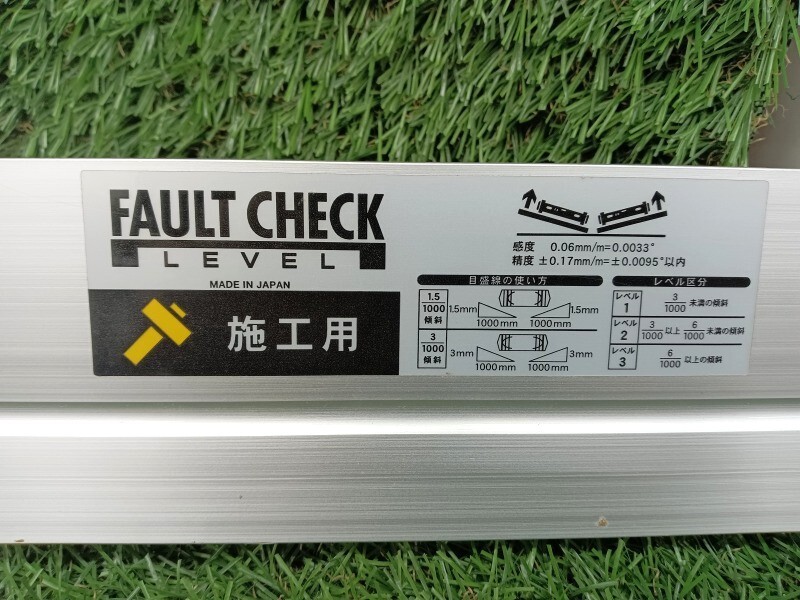 FAULT CHECK
LEVEL
MADE IN JAPAN
施工用
感度 0.06mm/m=0.0033°
精度 ±0.17mm/m=±0.0095°以内
目盛線の使い方
1.5
1000
傾斜
1.5mm 1.5mm
1000mm 1000mm
3
1000
傾斜
3mm 3mm
1000mm 1000mm
レベル区分
レベル
1
3
1000 未満の傾斜
レベル
2
3 6
1000 以上 1000 未満の傾斜
レベル
3
6
1000 以上の傾斜